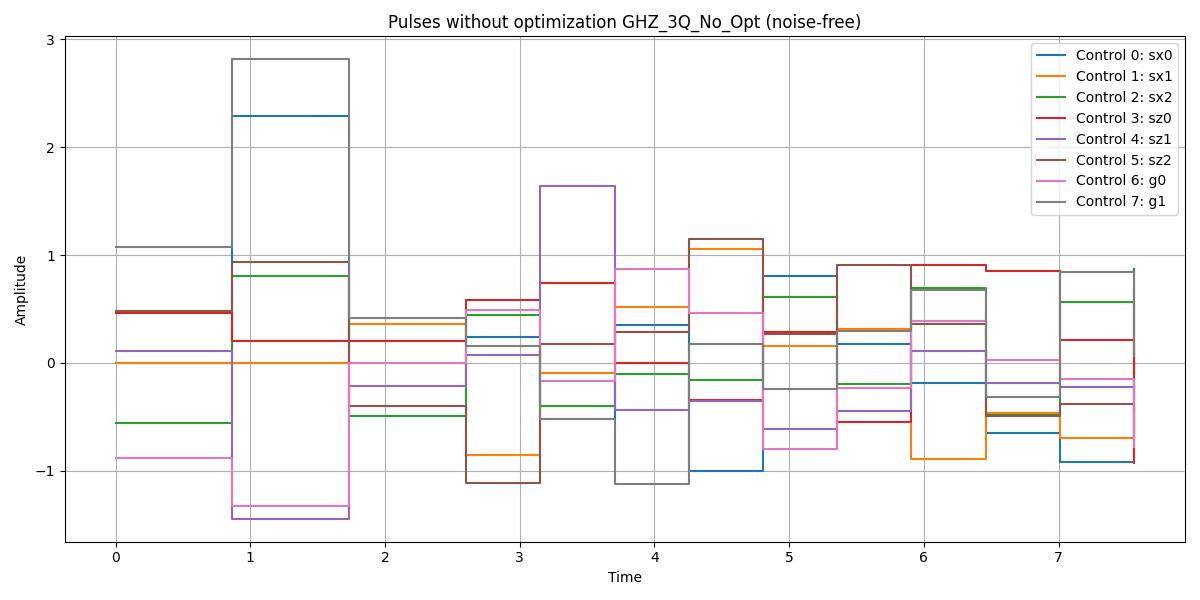 Pulses without optimization GHZ_3Q_No_Opt (noise-free)
3
2
1
0
−1
Amplitude
0 1 2 3 4 5 6 7
Time
Control 0: sx0
Control 1: sx1
Control 2: sx2
Control 3: sz0
Control 4: sz1
Control 5: sz2
Control 6: g0
Control 7: g1